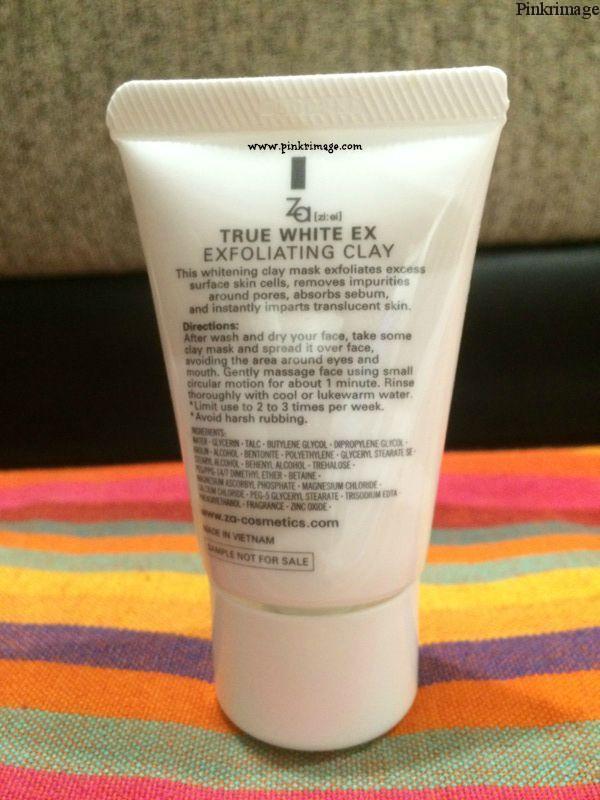 Pinkrimage
www.pinkrimage.com
Za [zi:ei]
TRUE WHITE EX
EXFOLIATING CLAY
This whitening clay mask exfoliates excess
surface skin cells, removes impurities
around pores, absorbs sebum,
and instantly imparts translucent skin.
Directions:
After wash and dry your face, take some
clay mask and spread it over face,
avoiding the area around eyes and
mouth. Gently massage face using small
circular motion for about 1 minute. Rinse
thoroughly with cool or lukewarm water.
*Limit use to 2 to 3 times per week.
*Avoid harsh rubbing.
INGREDIENTS:
WATER · GLYCERIN · TALC · BUTYLENE GLYCOL · DIPROPYLENE GLYCOL ·
KAOLIN · ALCOHOL · BENTONITE · POLYETHYLENE · GLYCERYL STEARATE SE ·
STEARYL ALCOHOL · BEHENYL ALCOHOL · TREHALOSE ·
DIMETHYL ETHER · BETAINE ·
MAGNESIUM ASCORBYL PHOSPHATE · MAGNESIUM CHLORIDE ·
CALCIUM CHLORIDE · PEG-5 GLYCERYL STEARATE · TRISODIUM EDTA ·
PHENOXYETHANOL · FRAGRANCE · ZINC OXIDE ·
www.za-cosmetics.com
MADE IN VIETNAM
SAMPLE NOT FOR SALE